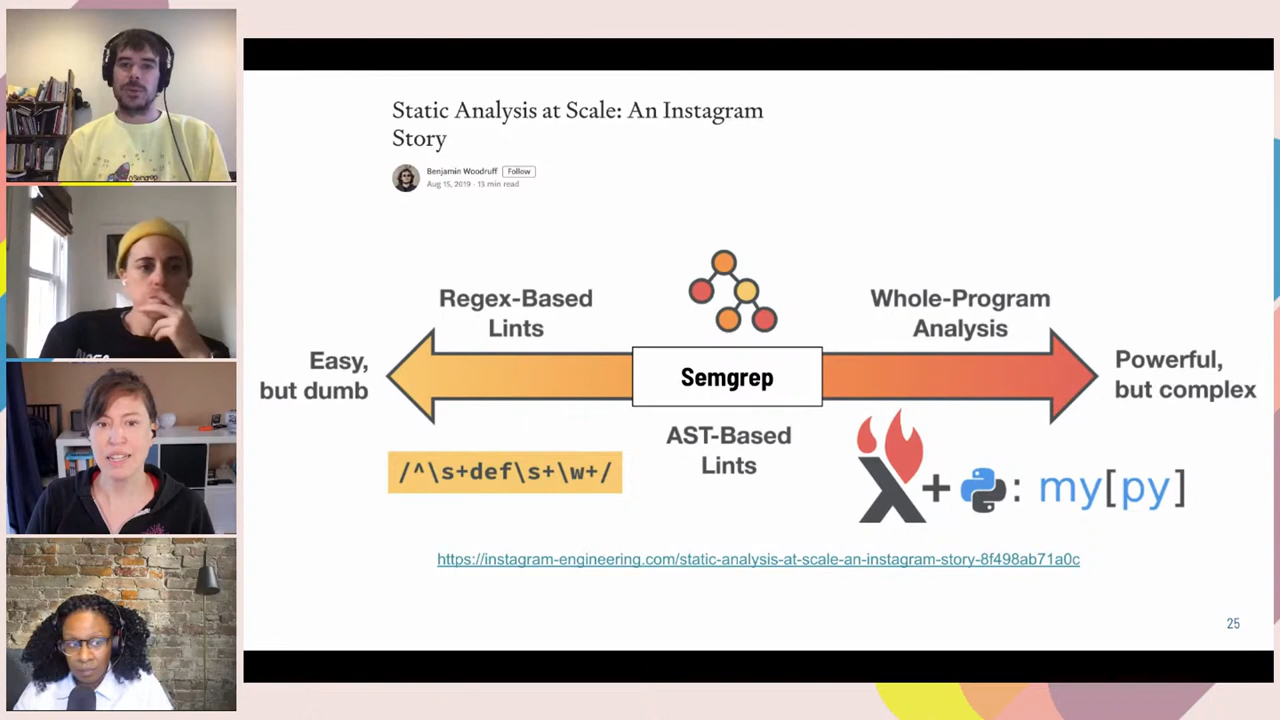 Static Analysis at Scale: An Instagram
Story
Benjamin Woodruff Follow
Aug 15, 2019 · 13 min read
Regex-Based
Lints
Whole-Program
Analysis
Easy,
but dumb
Semgrep
Powerful,
but complex
AST-Based
Lints
/^\s+def\s+\w+/
+ : my[py]
https://instagram-engineering.com/static-analysis-at-scale-an-instagram-story-8f498ab71a0c
25
semgrep